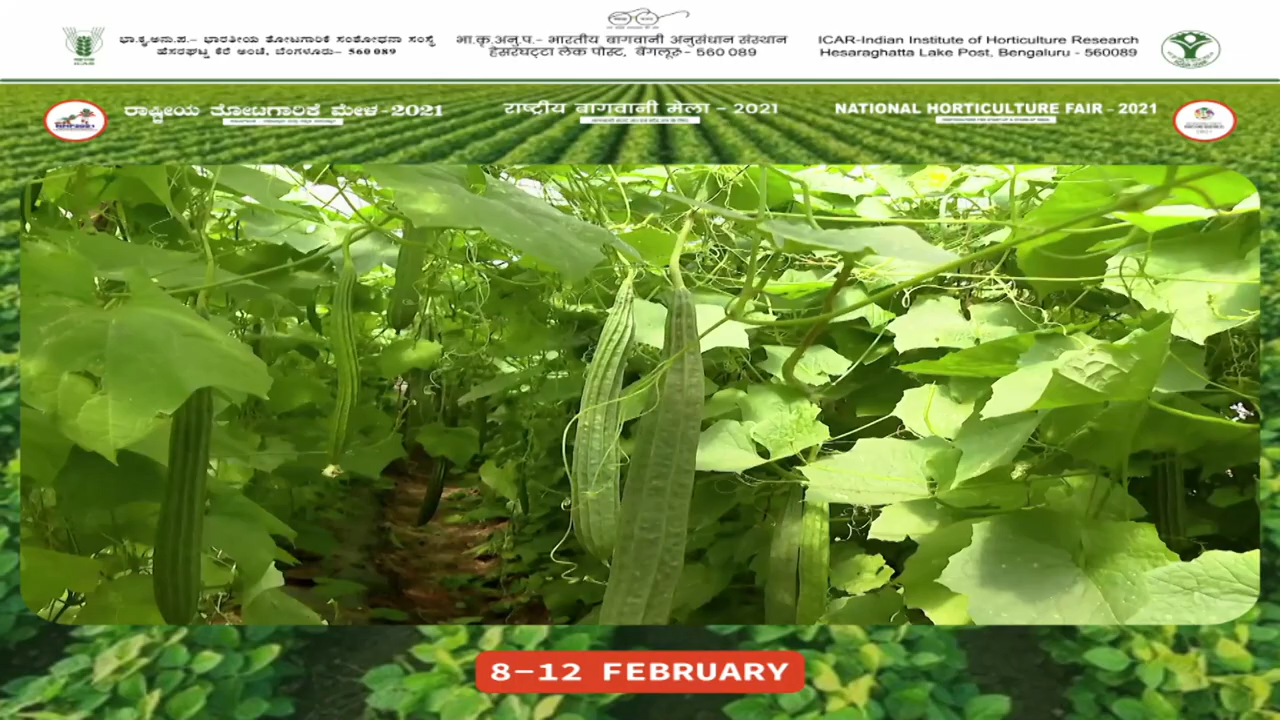 ಭಾ.ಕೃ.ಅನು.ಪ.- ಭಾರತೀಯ ತೋಟಗಾರಿಕೆ ಸಂಶೋಧನಾ ಸಂಸ್ಥೆ
ಹೆಸರಘಟ್ಟ ಕೆರೆ ಅಂಚೆ, ಬೆಂಗಳೂರು- 560 089
भा.कृ.अनु.प.- भारतीय बागवानी अनुसंधान संस्थान
हेसरघट्टा लेक पोस्ट, बेंगलूरू- 560 089
ICAR-Indian Institute of Horticulture Research
Hesaraghatta Lake Post, Bengaluru - 560089
ICAR
ರಾಷ್ಟ್ರೀಯ ತೋಟಗಾರಿಕೆ ಮೇಳ-2021
राष्ट्रीय बागवानी मेला - 2021
NATIONAL HORTICULTURE FAIR - 2021
8-12 FEBRUARY